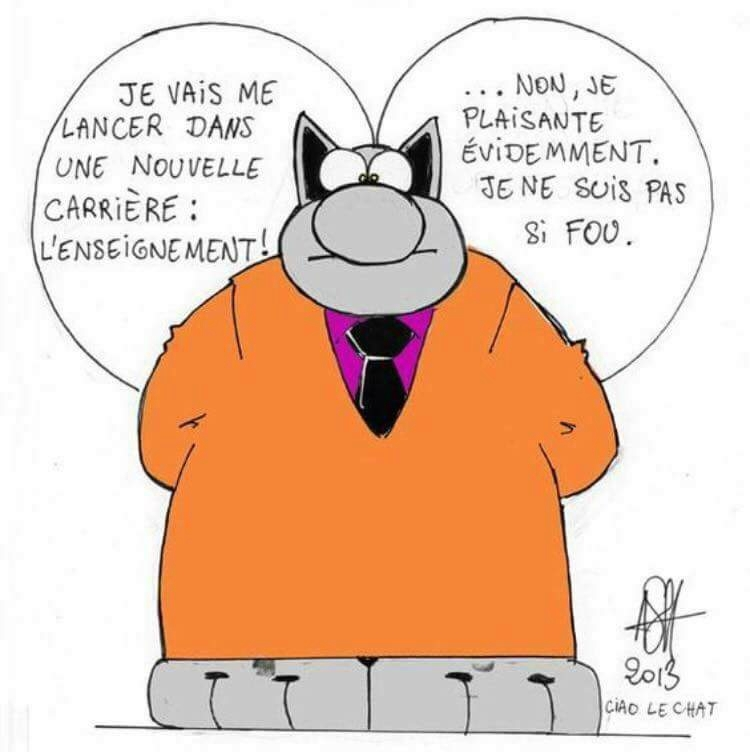 JE VAIS ME
LANCER DANS
UNE NOUVELLE
CARRIÈRE :
L'ENSEIGNEMENT !
... NON, JE
PLAISANTE
ÉVIDEMMENT.
JE NE SUIS PAS
SI FOU.
2013
CIAO LE CHAT